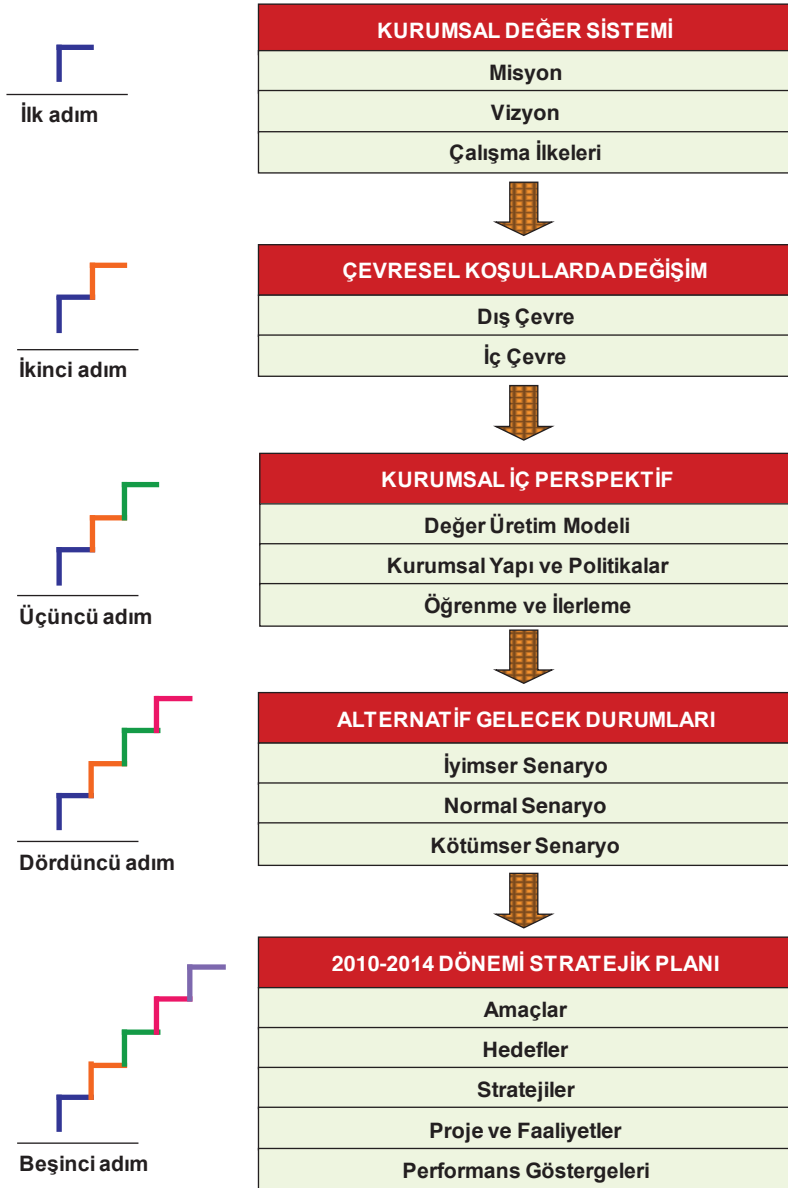 KURUMSAL DEĞER SİSTEMİ
Misyon
Vizyon
Çalışma İlkeleri
İlk adım
ÇEVRESEL KOŞULLARDA DEĞİŞİM
Dış Çevre
İç Çevre
İkinci adım
KURUMSAL İÇ PERSPEKTİF
Değer Üretim Modeli
Kurumsal Yapı ve Politikalar
Öğrenme ve İlerleme
Üçüncü adım
ALTERNATİF GELECEK DURUMLARI
İyimser Senaryo
Normal Senaryo
Kötümser Senaryo
Dördüncü adım
2010-2014 DÖNEMİ STRATEJİK PLANI
Amaçlar
Hedefler
Stratejiler
Proje ve Faaliyetler
Performans Göstergeleri
Beşinci adım